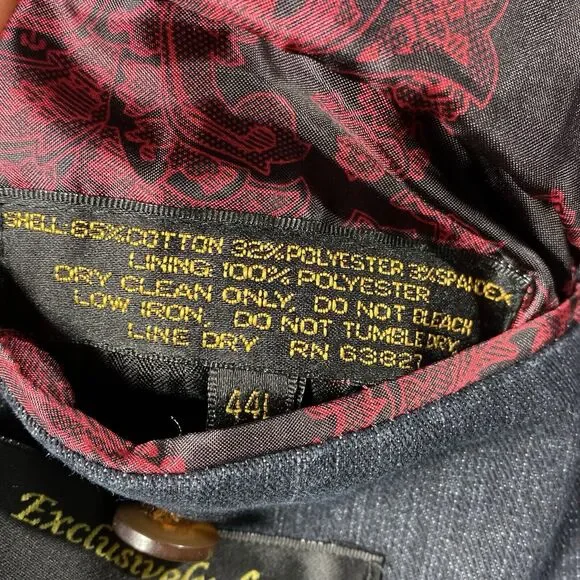 SHELL: 65% COTTON 32% POLYESTER 3% SPANDEX
LINING: 100% POLYESTER
DRY CLEAN ONLY, DO NOT BLEACH
LOW IRON, DO NOT TUMBLE DRY,
LINE DRY RN 63827
44L
Exclusively